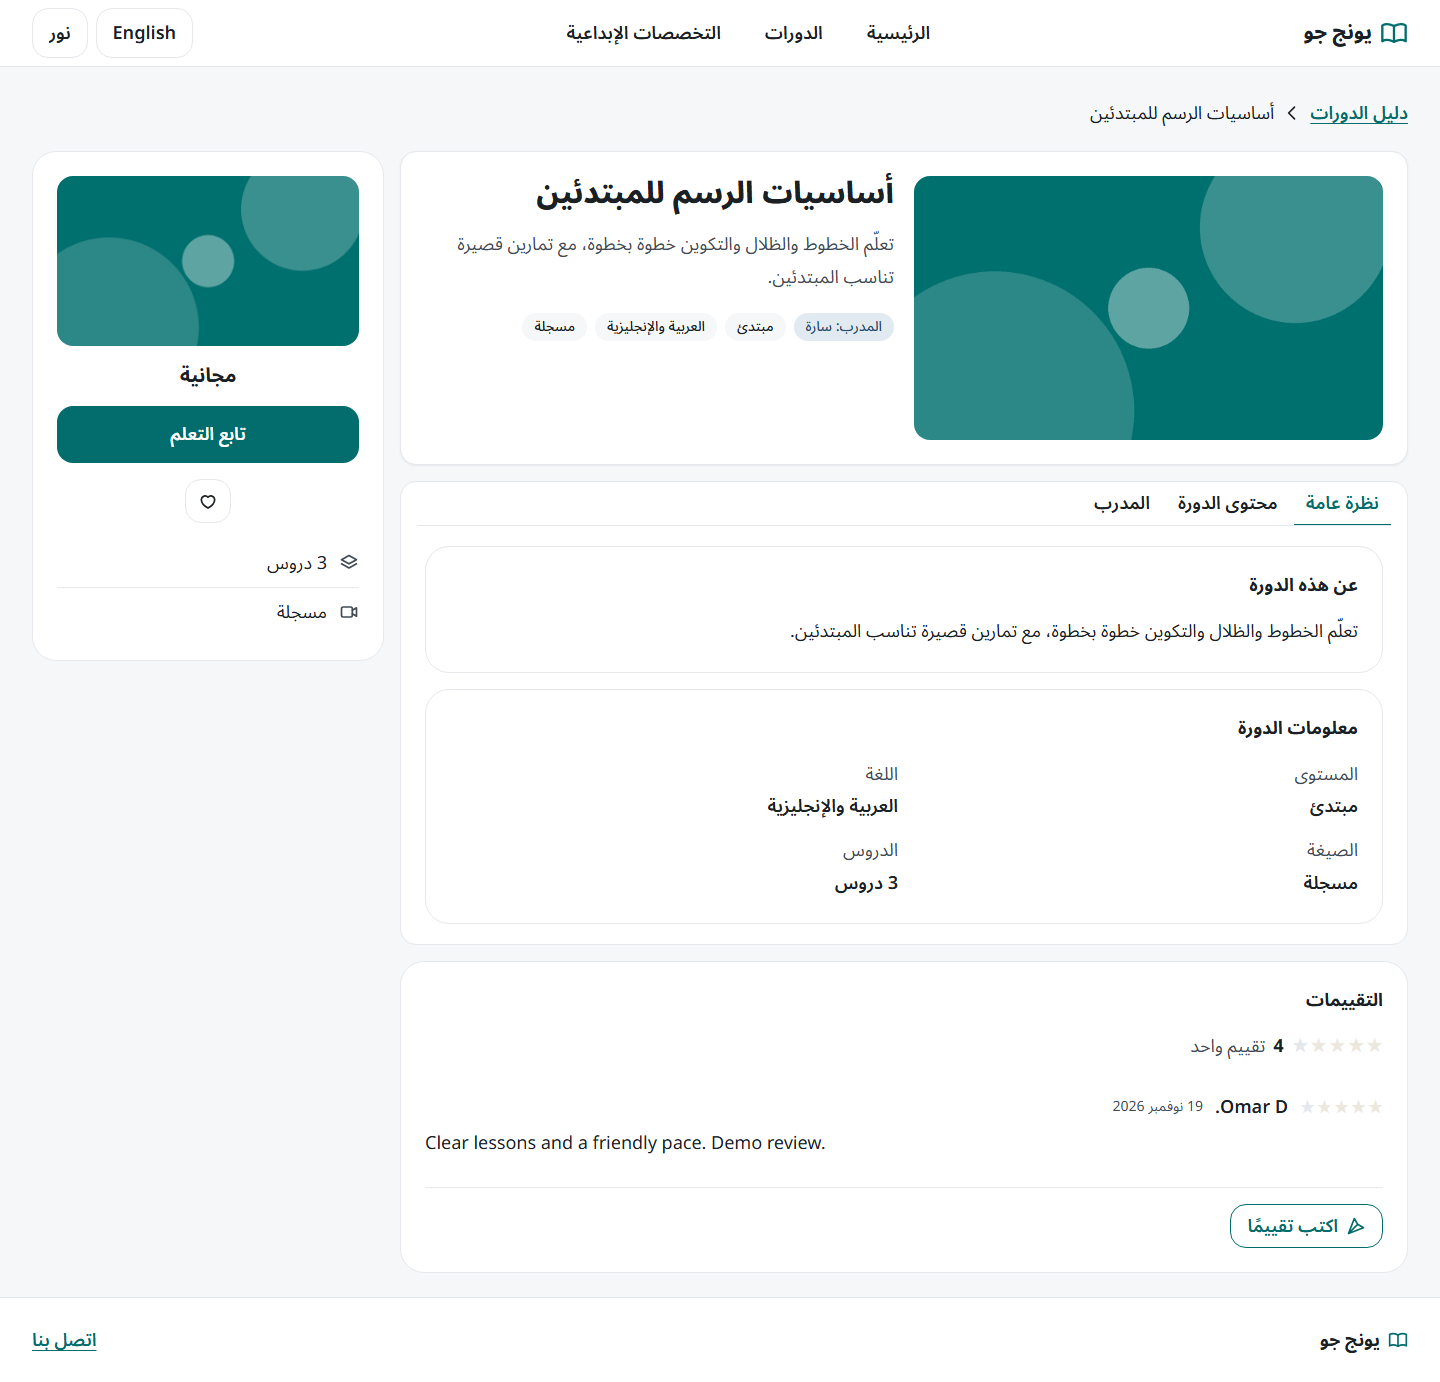 يونج جو
الرئيسية
الدورات
التخصصات الإبداعية
English
نور
دليل الدورات
أساسيات الرسم للمبتدئين
أساسيات الرسم للمبتدئين
تعلّم الخطوط والظلال والتكوين خطوة بخطوة، مع تمارين قصيرة
تناسب المبتدئين.
المدرب: سارة
مبتدئ
العربية والإنجليزية
مسجلة
مجانية
تابع التعلم
3 دروس
مسجلة
نظرة عامة
محتوى الدورة
المدرب
عن هذه الدورة
تعلّم الخطوط والظلال والتكوين خطوة بخطوة، مع تمارين قصيرة تناسب المبتدئين.
معلومات الدورة
المستوى
مبتدئ
اللغة
العربية والإنجليزية
الصيغة
مسجلة
الدروس
3 دروس
التقييمات
★★★★★ 4 تقييم واحد
★★★★★ Omar D. 19 نوفمبر 2026
Clear lessons and a friendly pace. Demo review.
اكتب تقييمًا
يونج جو
اتصل بنا